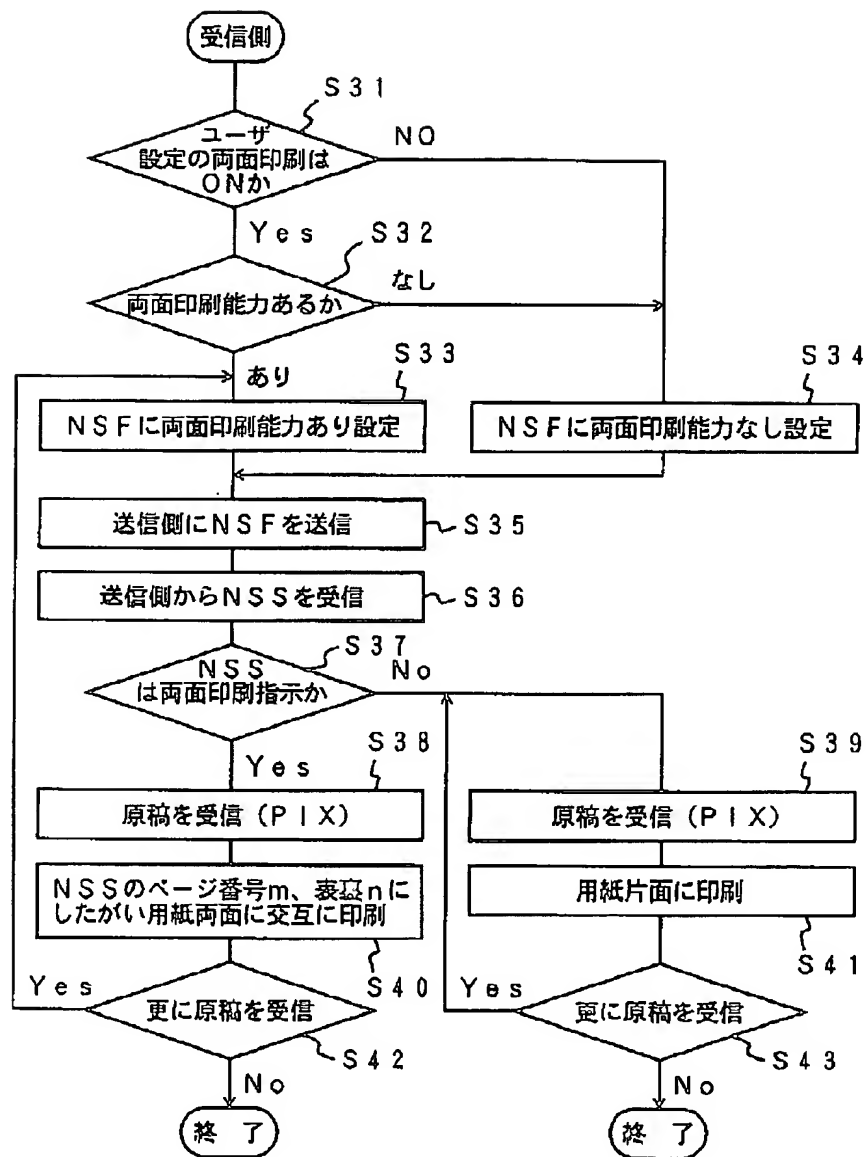 受信側
S31
ユーザ
設定の両面印刷は
ONか
NO
Yes
S32
両面印刷能力あるか
なし
あり
S33
S34
NSFに両面印刷能力あり設定
NSFに両面印刷能力なし設定
送信側にNSFを送信
S35
送信側からNSSを受信
S36
S37
NSS
は両面印刷指示か
No
Yes
S38
S39
原稿を受信(PIX)
原稿を受信(PIX)
NSSのページ番号m、表裏nに
したがい用紙両面に交互に印刷
用紙片面に印刷
S40
S41
Yes
更に原稿を受信
Yes
更に原稿を受信
S42
S43
No
No
終了
終了